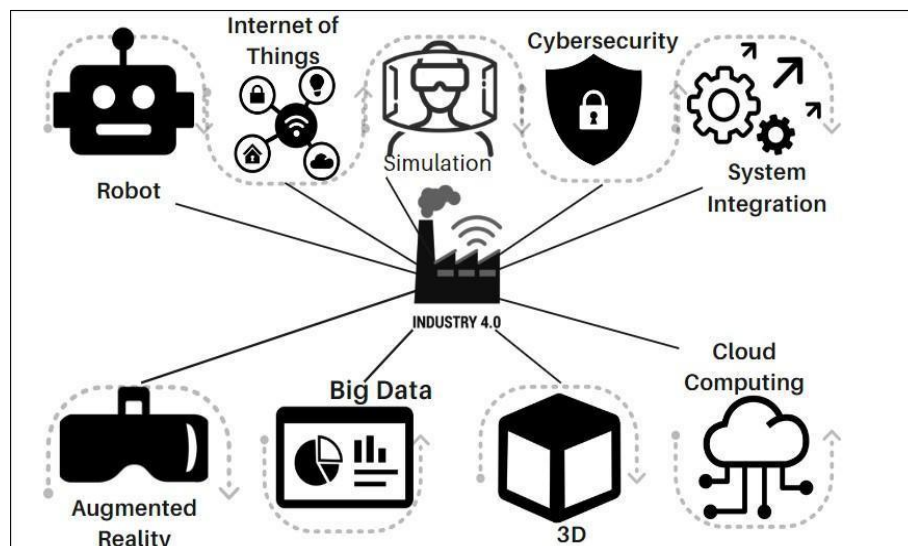 Internet of
Things
Cybersecurity
Simulation
Robot
System
Integration
INDUSTRY 4.0
Cloud
Computing
Big Data
Augmented
Reality
3D